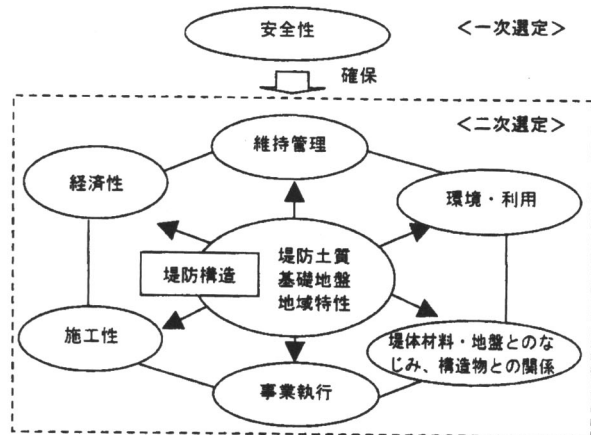 安全性
＜一次選定＞
確保
＜二次選定＞
維持管理
経済性
環境・利用
堤防構造
堤防土質
基礎地盤
地域特性
施工性
堤体材料・地盤とのな
じみ、構造物との関係
事業執行